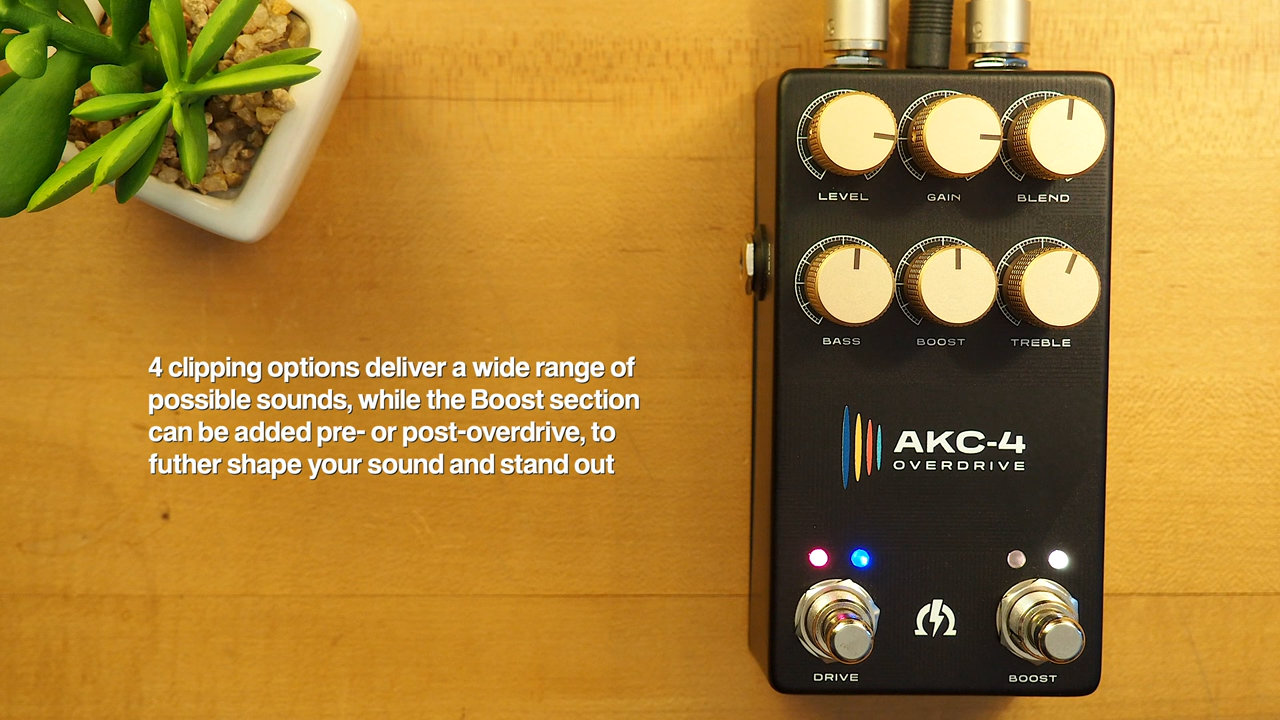 LEVEL GAIN BLEND
BASS BOOST TREBLE
4 clipping options deliver a wide range of
possible sounds, while the Boost section
can be added pre- or post-overdrive, to
futher shape your sound and stand out
AKC-4
OVERDRIVE
DRIVE BOOST